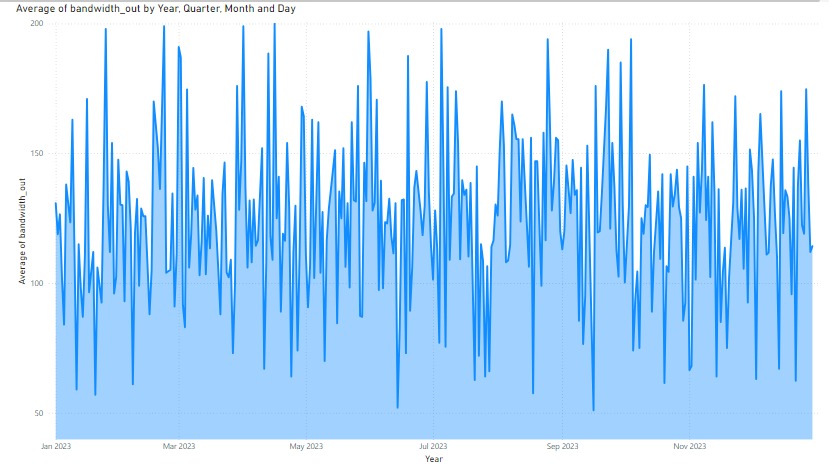 Average of bandwidth_out by Year, Quarter, Month and Day
200
150
100
50
Average of bandwidth_out
Jan 2023
Mar 2023
May 2023
Jul 2023
Sep 2023
Nov 2023
Year